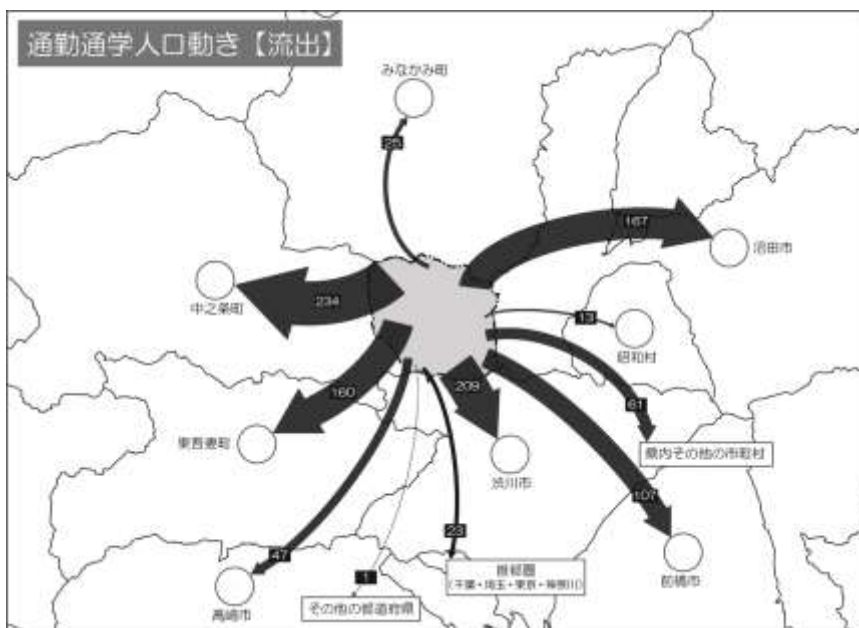 通勤通学人口動き【流出】
みなかみ町
25
167
沼田市
234
中之条町
13
昭和村
160
209
61
東吾妻町
渋川市
県内その他の市町村
107
47
23
1
首都圏
(千葉・埼玉・東京・神奈川)
前橋市
高崎市
その他の都道府県